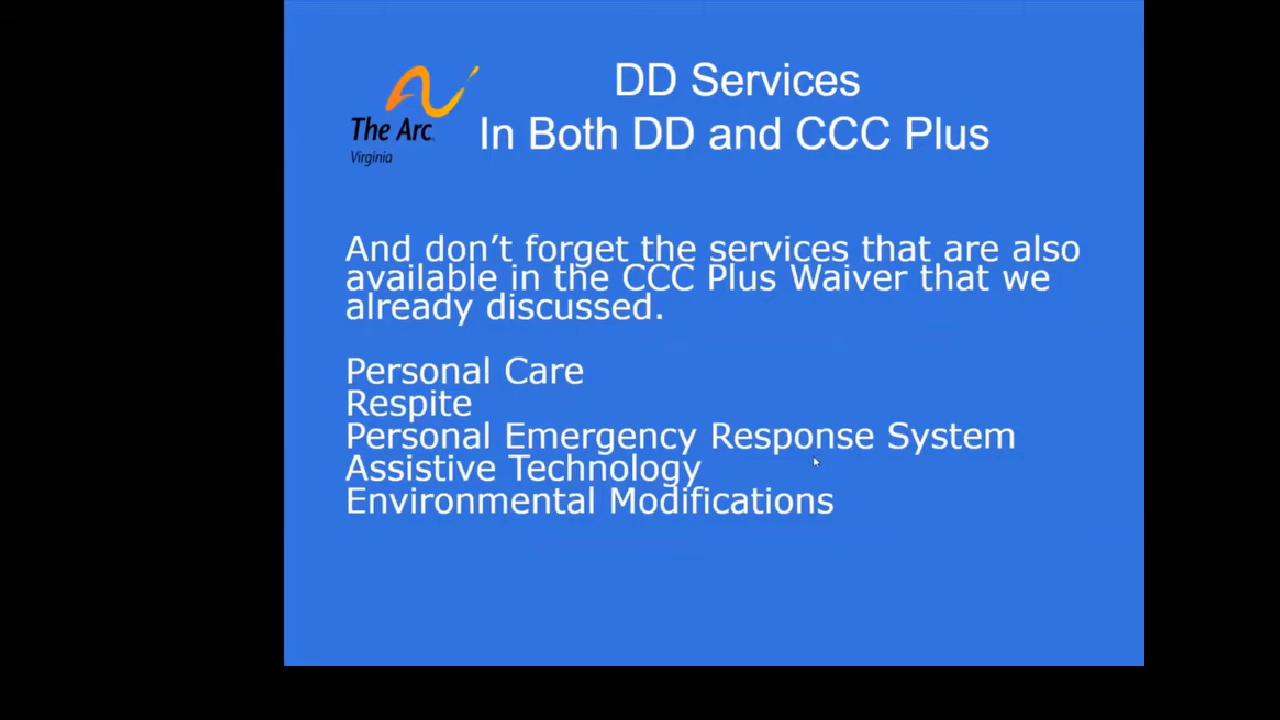 DD Services
In Both DD and CCC Plus
The Arc
Virginia
And don’t forget the services that are also
available in the CCC Plus Waiver that we
already discussed.
Personal Care
Respite
Personal Emergency Response System
Assistive Technology
Environmental Modifications